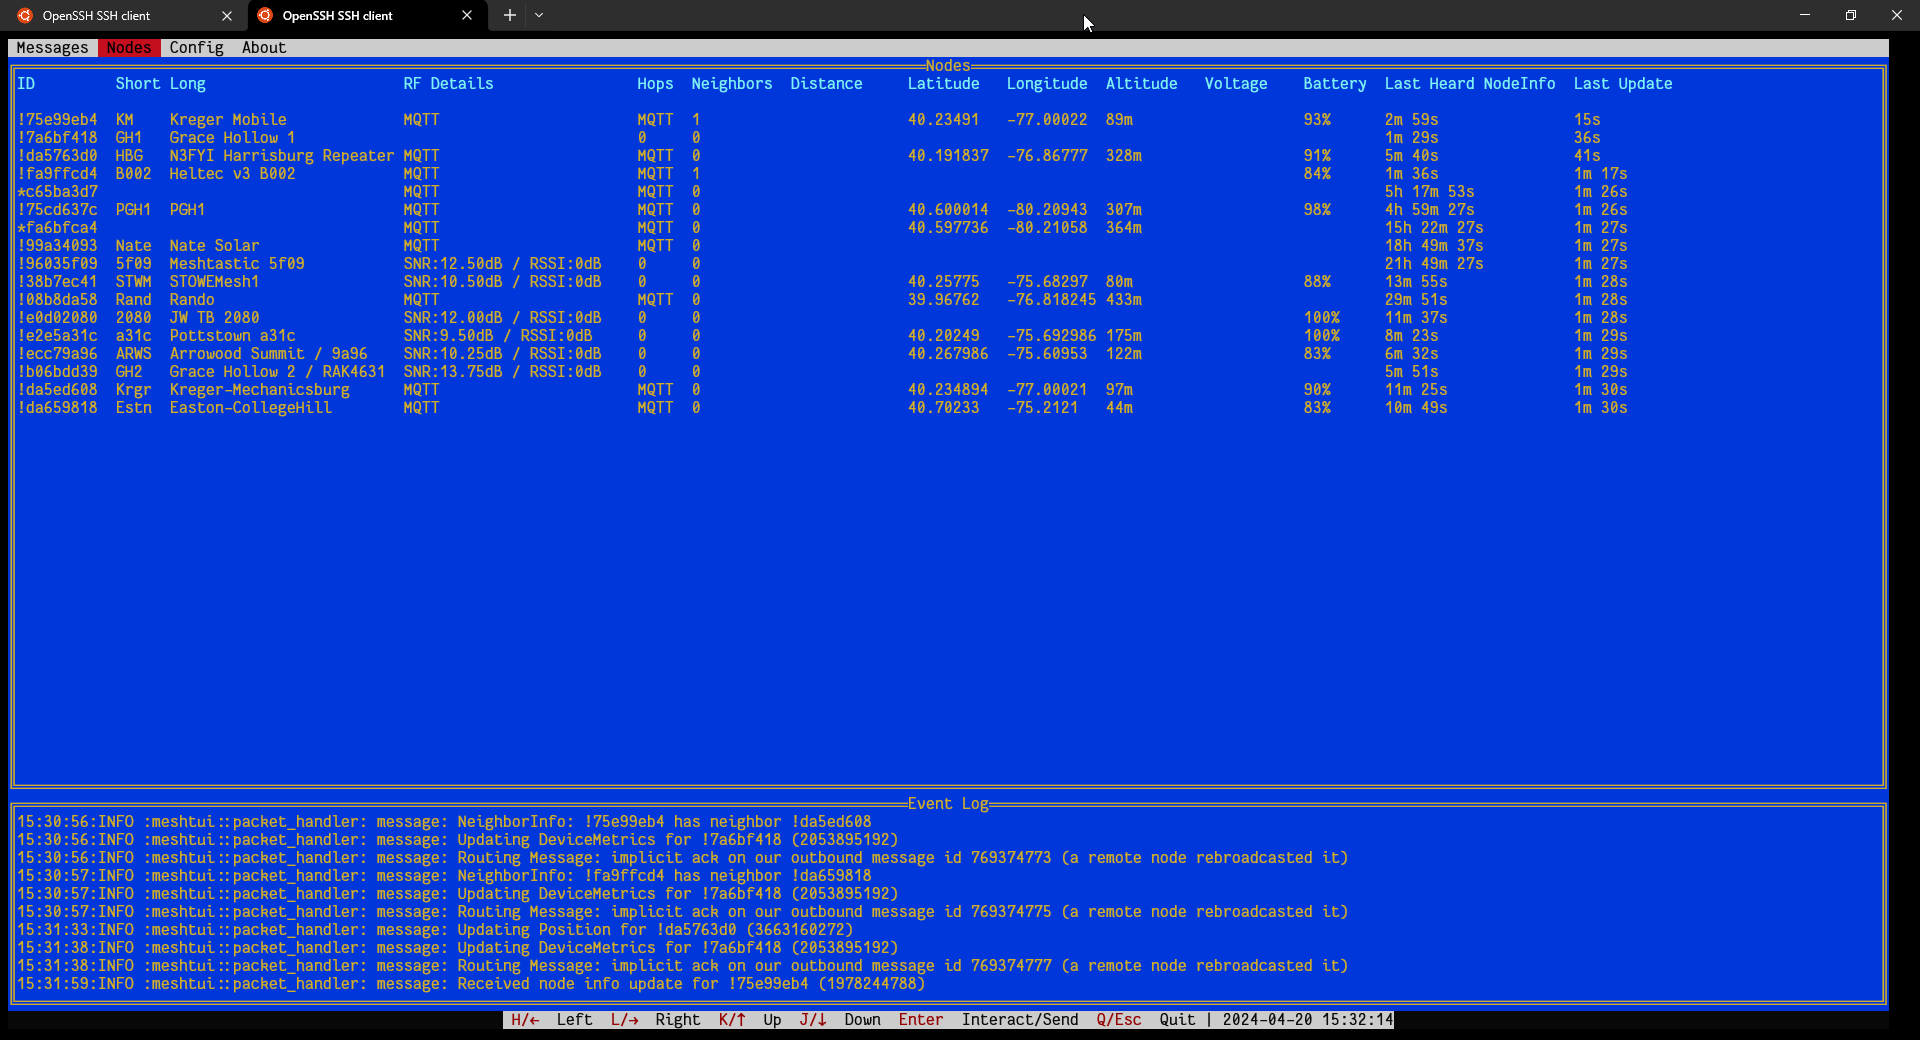 OpenSSH SSH client OpenSSH SSH client
Messages Nodes Config About
Nodes
ID Short Long RF Details Hops Neighbors Distance Latitude Longitude Altitude Voltage Battery Last Heard NodeInfo Last Update
!75e99eb4 KM Kreger Mobile MQTT MQTT 1 40.23491 -77.00022 89m 93% 2m 59s 15s
!7a6bf418 GH1 Grace Hollow 1 0 0 1m 29s 36s
!da5763d0 HBG N3FYI Harrisburg Repeater MQTT MQTT 0 40.191837 -76.86777 328m 91% 5m 40s 41s
!fa9ffcd4 B002 Heltec v3 B002 MQTT MQTT 1 84% 1m 36s 1m 17s
*c65ba3d7 MQTT MQTT 0 5h 17m 53s 1m 26s
!75cd637c PGH1 PGH1 MQTT MQTT 0 40.600014 -80.20943 307m 98% 4h 59m 27s 1m 26s
*fa6bfca4 MQTT MQTT 0 40.597736 -80.21058 364m 15h 22m 27s 1m 27s
!99a34093 Nate Nate Solar MQTT MQTT 0 18h 49m 37s 1m 27s
!96035f09 5f09 Meshtastic 5f09 SNR:12.50dB / RSSI:0dB 0 0 21h 49m 27s 1m 27s
!38b7ec41 STWM STOWEMesh1 SNR:10.50dB / RSSI:0dB 0 0 40.25775 -75.68297 80m 88% 13m 55s 1m 28s
!08b8da58 Rand Rando MQTT MQTT 0 39.96762 -76.818245 433m 29m 51s 1m 28s
!e0d02080 2080 JW TB 2080 SNR:12.00dB / RSSI:0dB 0 0 100% 11m 37s 1m 28s
!e2e5a31c a31c Pottstown a31c SNR:9.50dB / RSSI:0dB 0 0 40.20249 -75.692986 175m 100% 8m 23s 1m 29s
!ecc79a96 ARWS Arrowood Summit / 9a96 SNR:10.25dB / RSSI:0dB 0 0 40.267986 -75.60953 122m 83% 6m 32s 1m 29s
!b06bdd39 GH2 Grace Hollow 2 / RAK4631 SNR:13.75dB / RSSI:0dB 0 0 5m 51s 1m 29s
!da5ed608 Krgr Kreger-Mechanicsburg MQTT MQTT 0 40.234894 -77.00021 97m 90% 11m 25s 1m 30s
!da659818 Estn Easton-CollegeHill MQTT MQTT 0 40.70233 -75.2121 44m 83% 10m 49s 1m 30s
Event Log
15:30:56:INFO :meshtui::packet_handler: message: NeighborInfo: !75e99eb4 has neighbor !da5ed608
15:30:56:INFO :meshtui::packet_handler: message: Updating DeviceMetrics for !7a6bf418 (2053895192)
15:30:56:INFO :meshtui::packet_handler: message: Routing Message: implicit ack on our outbound message id 769374773 (a remote node rebroadcasted it)
15:30:57:INFO :meshtui::packet_handler: message: NeighborInfo: !fa9ffcd4 has neighbor !da659818
15:30:57:INFO :meshtui::packet_handler: message: Updating DeviceMetrics for !7a6bf418 (2053895192)
15:30:57:INFO :meshtui::packet_handler: message: Routing Message: implicit ack on our outbound message id 769374775 (a remote node rebroadcasted it)
15:31:33:INFO :meshtui::packet_handler: message: Updating Position for !da5763d0 (3663160272)
15:31:38:INFO :meshtui::packet_handler: message: Updating DeviceMetrics for !7a6bf418 (2053895192)
15:31:38:INFO :meshtui::packet_handler: message: Routing Message: implicit ack on our outbound message id 769374777 (a remote node rebroadcasted it)
15:31:59:INFO :meshtui::packet_handler: message: Received node info update for !75e99eb4 (1978244788)
H/← Left L/→ Right K/↑ Up J/↓ Down Enter Interact/Send Q/Esc Quit | 2024-04-20 15:32:14